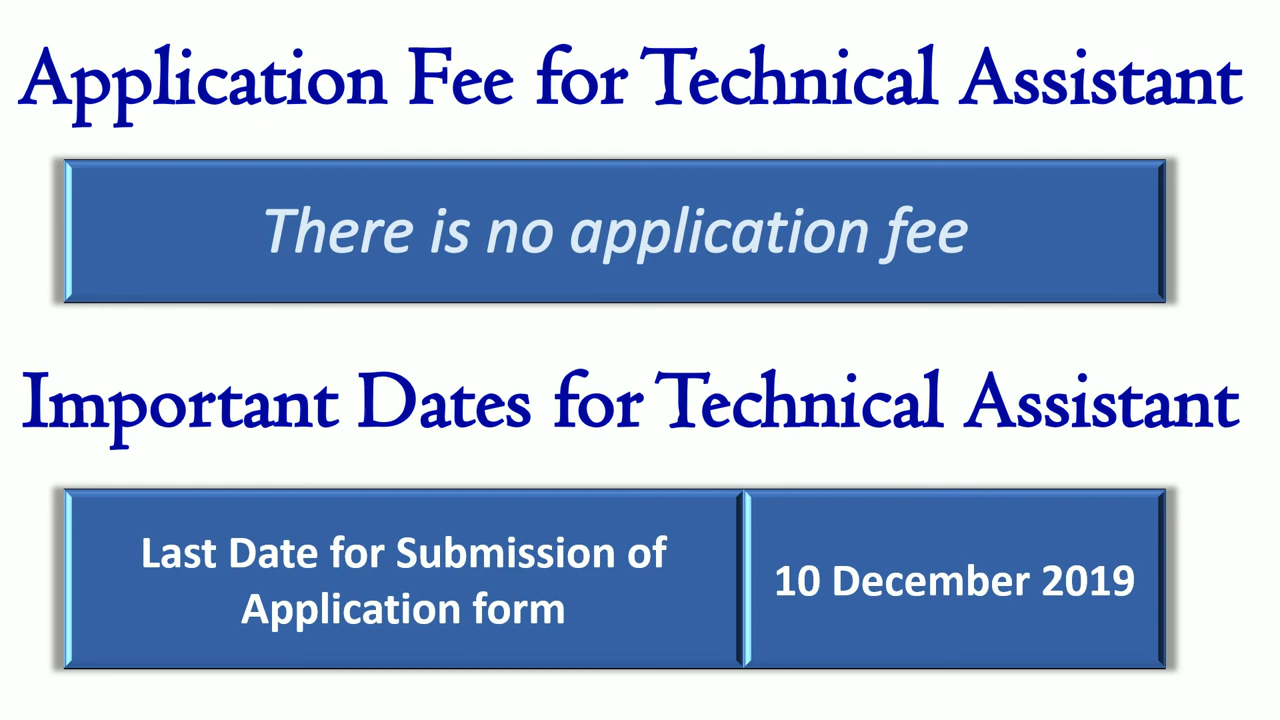 Application Fee for Technical Assistant
There is no application fee
Important Dates for Technical Assistant
Last Date for Submission of
Application form
10 December 2019